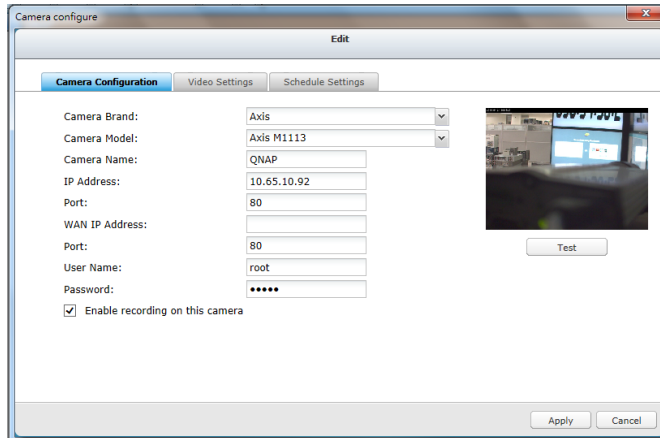 Camera configure
Edit
Camera Configuration Video Settings Schedule Settings
Camera Brand: Axis
Camera Model: Axis M1113
Camera Name: QNAP
IP Address: 10.65.10.92
Port: 80
WAN IP Address:
Port: 80
Test
User Name: root
Password: •••••
Enable recording on this camera
Apply Cancel